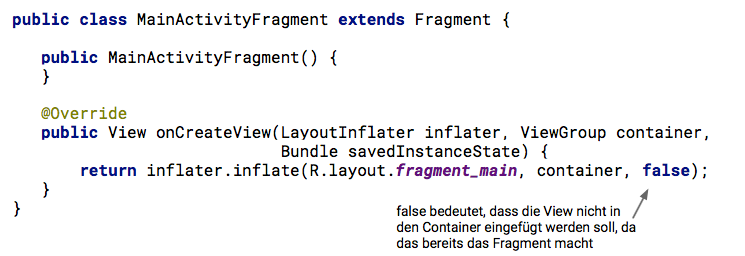 public class MainActivityFragment extends Fragment {
public MainActivityFragment() {
}
@Override
public View onCreateView(LayoutInflater inflater, ViewGroup container,
Bundle savedInstanceState) {
return inflater.inflate(R.layout.fragment_main, container, false);
}
}
false bedeutet, dass die View nicht in
den Container eingefügt werden soll, da
das bereits das Fragment macht